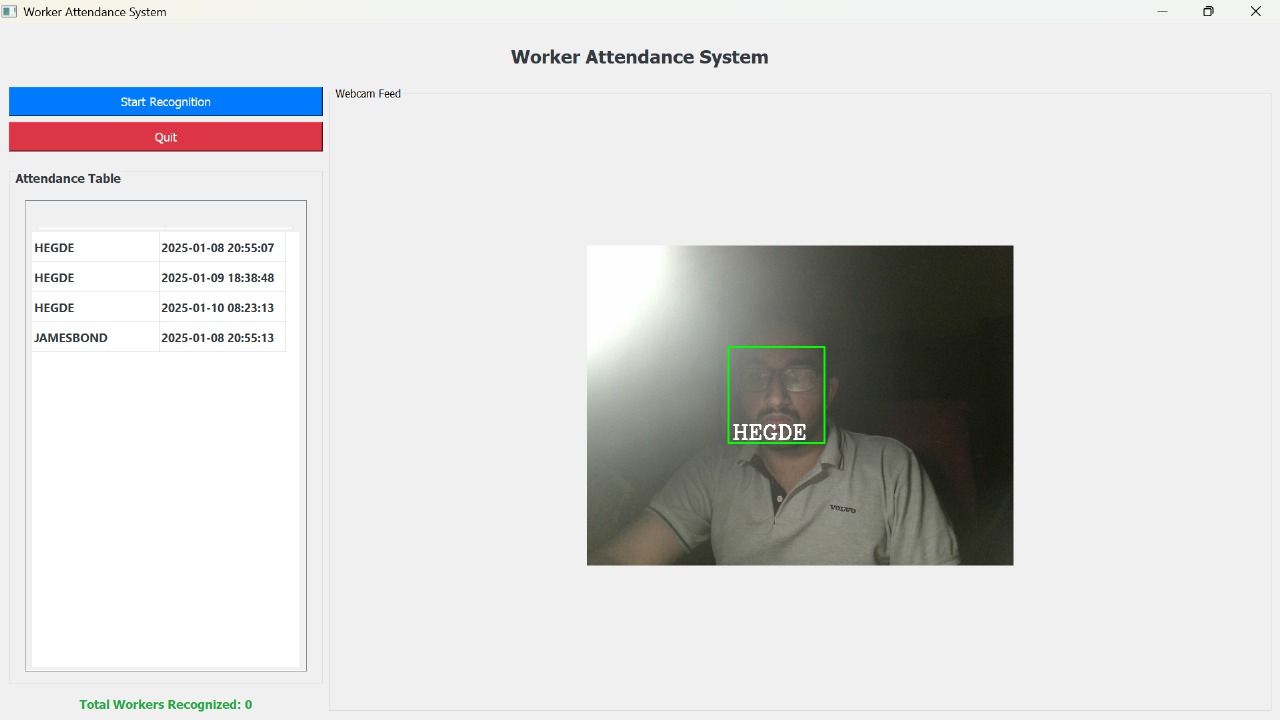 Worker Attendance System
Worker Attendance System
Start Recognition
Quit
Webcam Feed
Attendance Table
HEGDE 2025-01-08 20:55:07
HEGDE 2025-01-09 18:38:48
HEGDE 2025-01-10 08:23:13
JAMESBOND 2025-01-08 20:55:13
HEGDE
VOLVO
Total Workers Recognized: 0